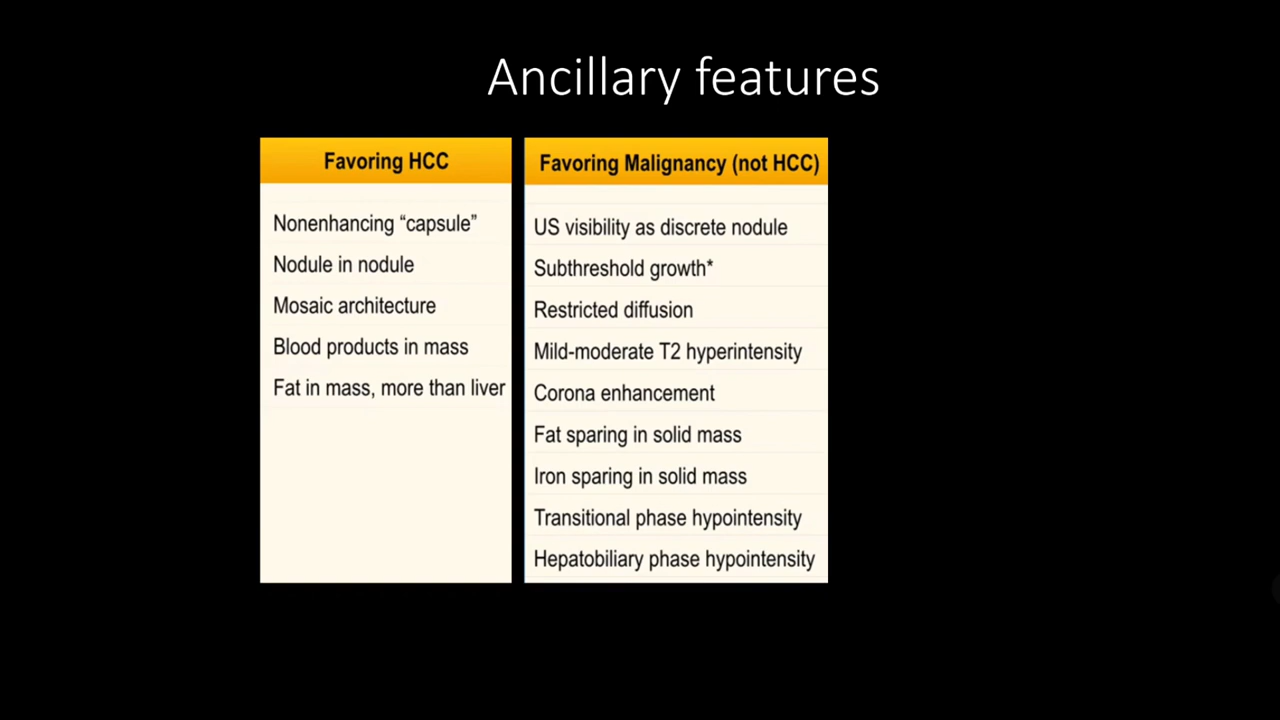 Ancillary features
Favoring HCC
Nonenhancing “capsule”
Nodule in nodule
Mosaic architecture
Blood products in mass
Fat in mass, more than liver
Favoring Malignancy (not HCC)
US visibility as discrete nodule
Subthreshold growth*
Restricted diffusion
Mild-moderate T2 hyperintensity
Corona enhancement
Fat sparing in solid mass
Iron sparing in solid mass
Transitional phase hypointensity
Hepatobiliary phase hypointensity